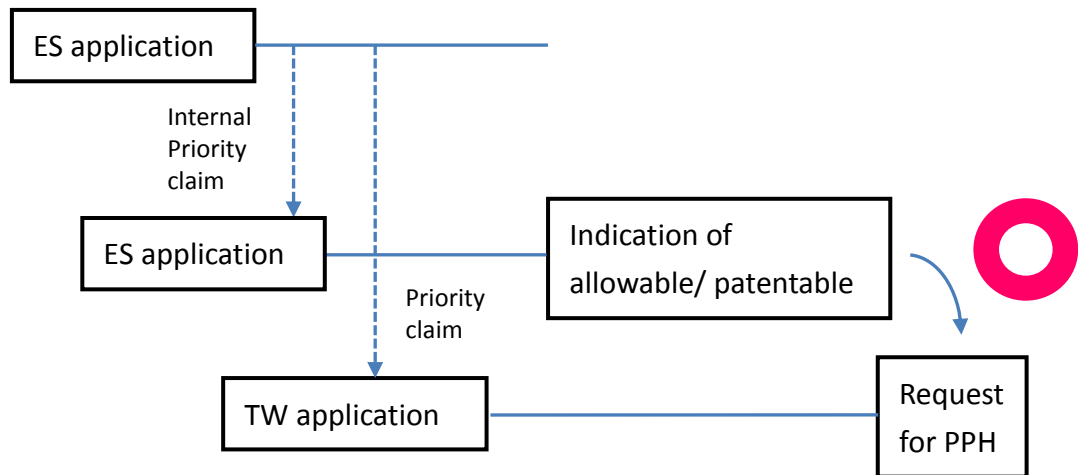 ES application
Internal
Priority
claim
ES application
Indication of
allowable/ patentable
Priority
claim
TW application
Request
for PPH